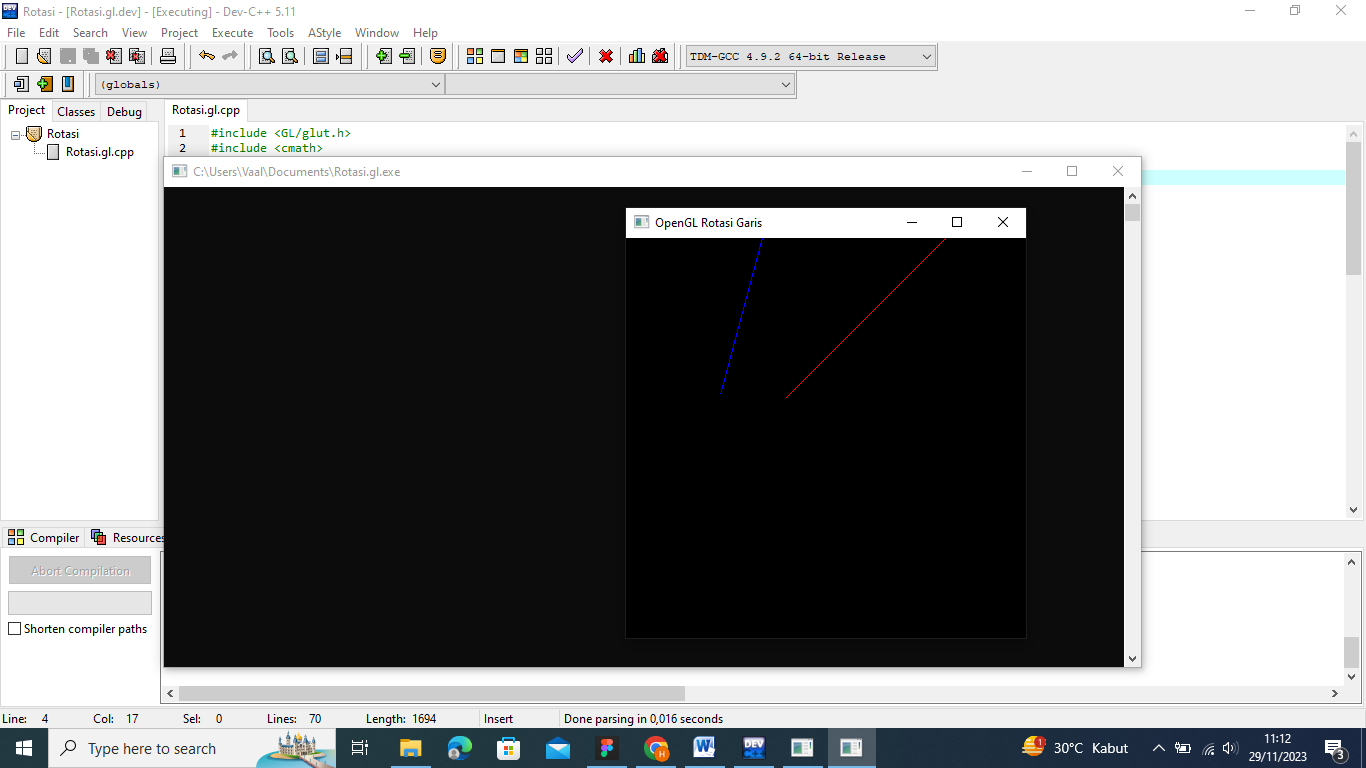 Rotasi - [Rotasi.gl.dev] - [Executing] - Dev-C++ 5.11
File Edit Search View Project Execute Tools AStyle Window Help
TDM-GCC 4.9.2 64-bit Release
(globals)
Project Classes Debug
Rotasi.gl.cpp
Rotasi
Rotasi.gl.cpp
1 #include <GL/glut.h>
2 #include <cmath>
C:\Users\Vaal\Documents\Rotasi.gl.exe
OpenGL Rotasi Garis
Compiler Resources
Abort Compilation
Shorten compiler paths
Line: 4 Col: 17 Sel: 0 Lines: 70 Length: 1694 Insert Done parsing in 0,016 seconds
Type here to search
DEV
1
30°C Kabut
11:12
29/11/2023
3